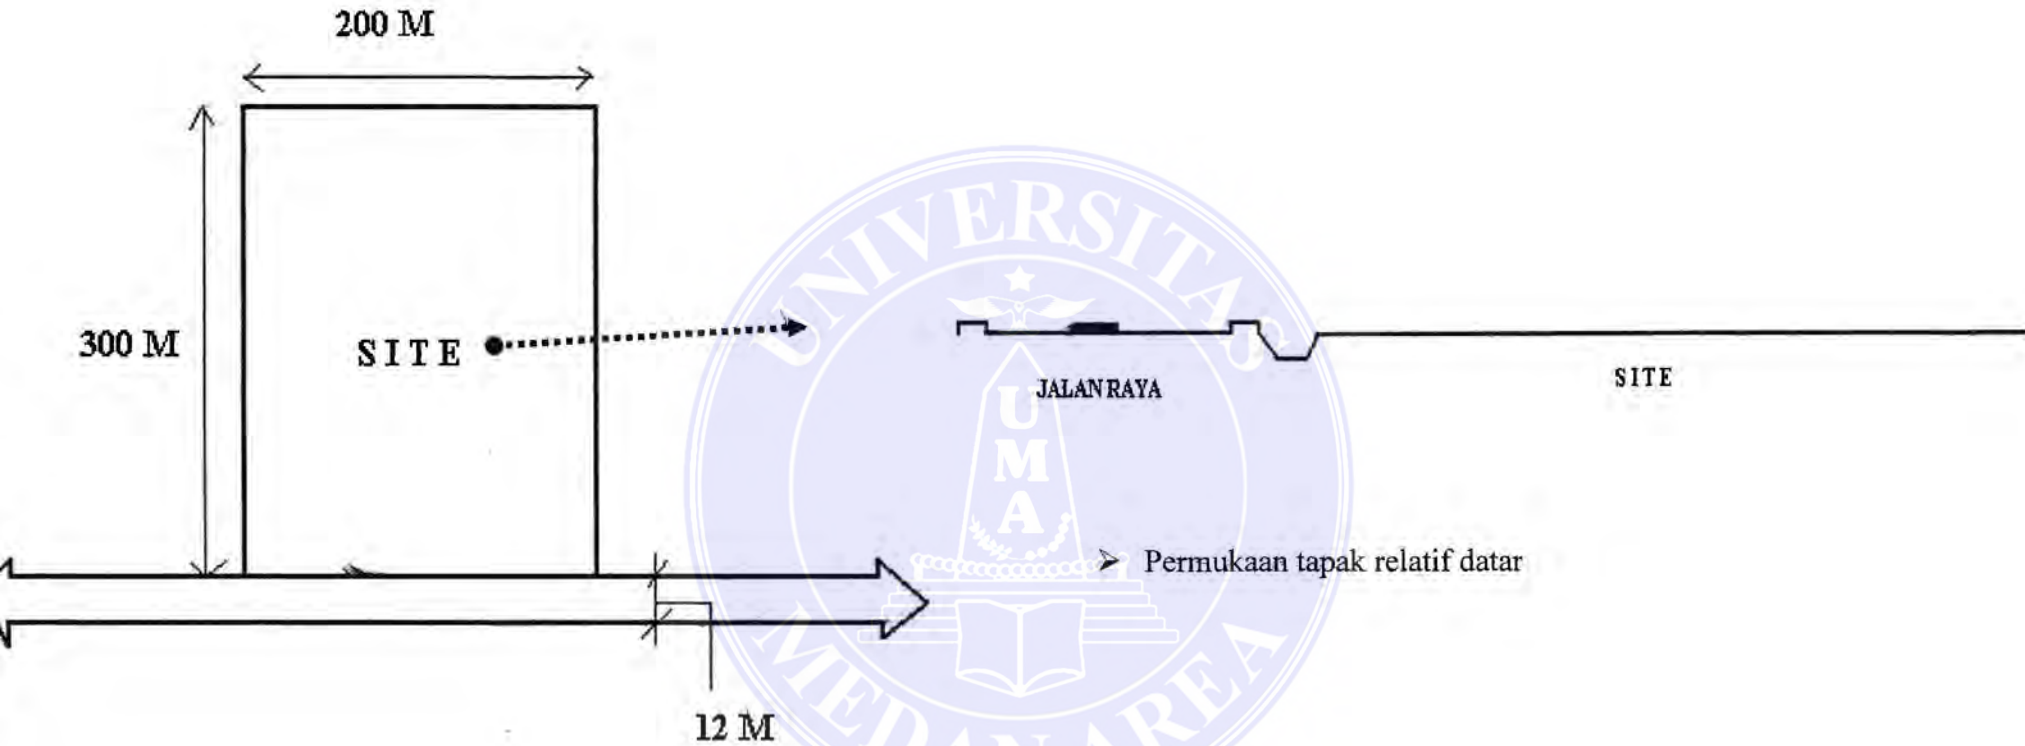 200 M
300 M
SITE
JALAN RAYA
SITE
➢ Permukaan tapak relatif datar
12 M
UNIVERSITAS
MEDAN AREA
UMA